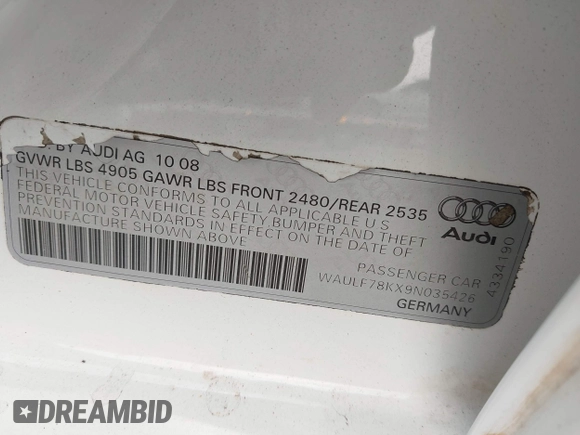 BY AUDI AG 10 08
GVWR LBS 4905 GAWR LBS FRONT 2480/REAR 2535
THIS VEHICLE CONFORMS TO ALL APPLICABLE U S
FEDERAL MOTOR VEHICLE SAFETY BUMPER AND THEFT
PREVENTION STANDARDS IN EFFECT ON THE DATE OF
MANUFACTURE SHOWN ABOVE
PASSENGER CAR
WAULF78KX9N035426
GERMANY
Audi
4334190
DREAMBID